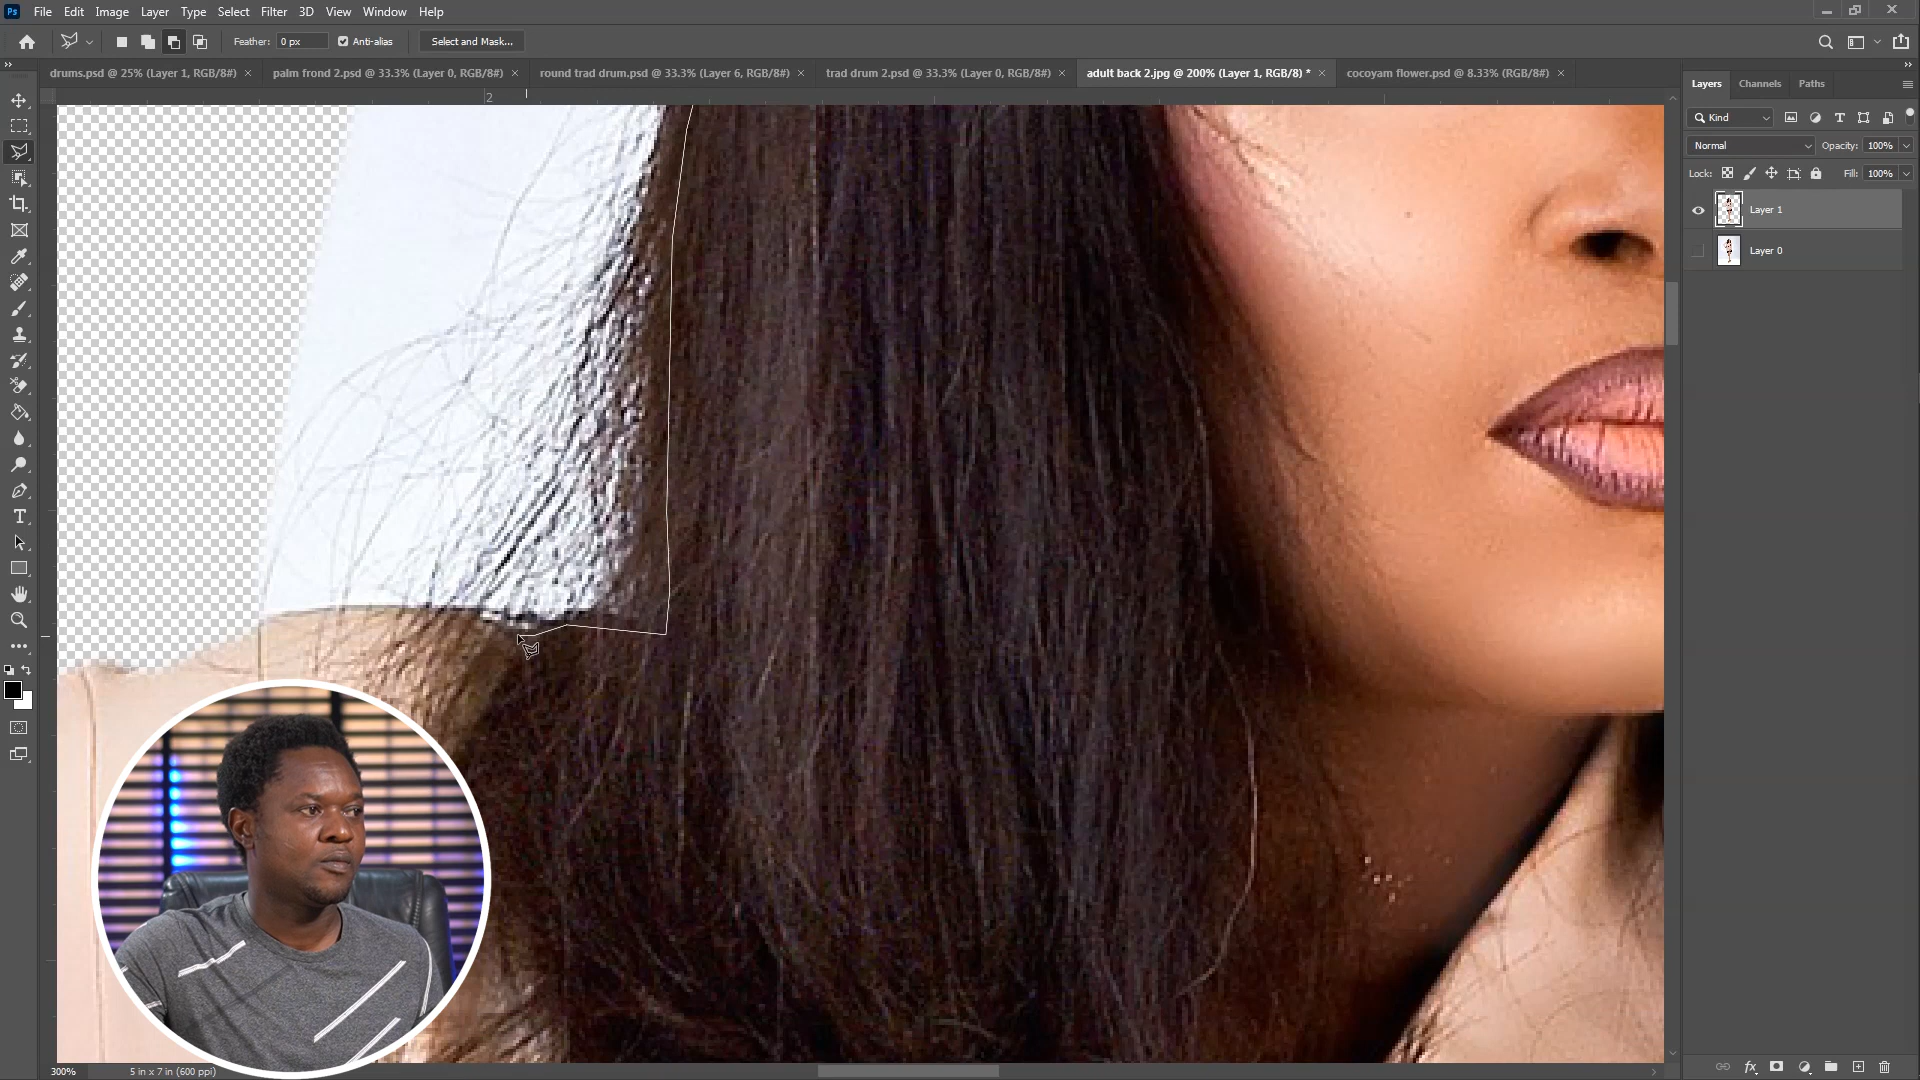 Ps File Edit Image Layer Type Select Filter 3D View Window Help
Feather: 0 px Anti-alias Select and Mask...
drums.psd @ 25% (Layer 1, RGB/8#) palm frond 2.psd @ 33.3% (Layer 0, RGB/8#) round trad drum.psd @ 33.3% (Layer 6, RGB/8#) trad drum 2.psd @ 33.3% (Layer 0, RGB/8#) adult back 2.jpg @ 200% (Layer 1, RGB/8) * cocoyam flower.psd @ 8.33% (RGB/8#)
Layers Channels Paths
2
Kind
Normal Opacity: 100%
Lock: Fill: 100%
Layer 1
Layer 0
300% 5 in x 7 in (600 ppi)